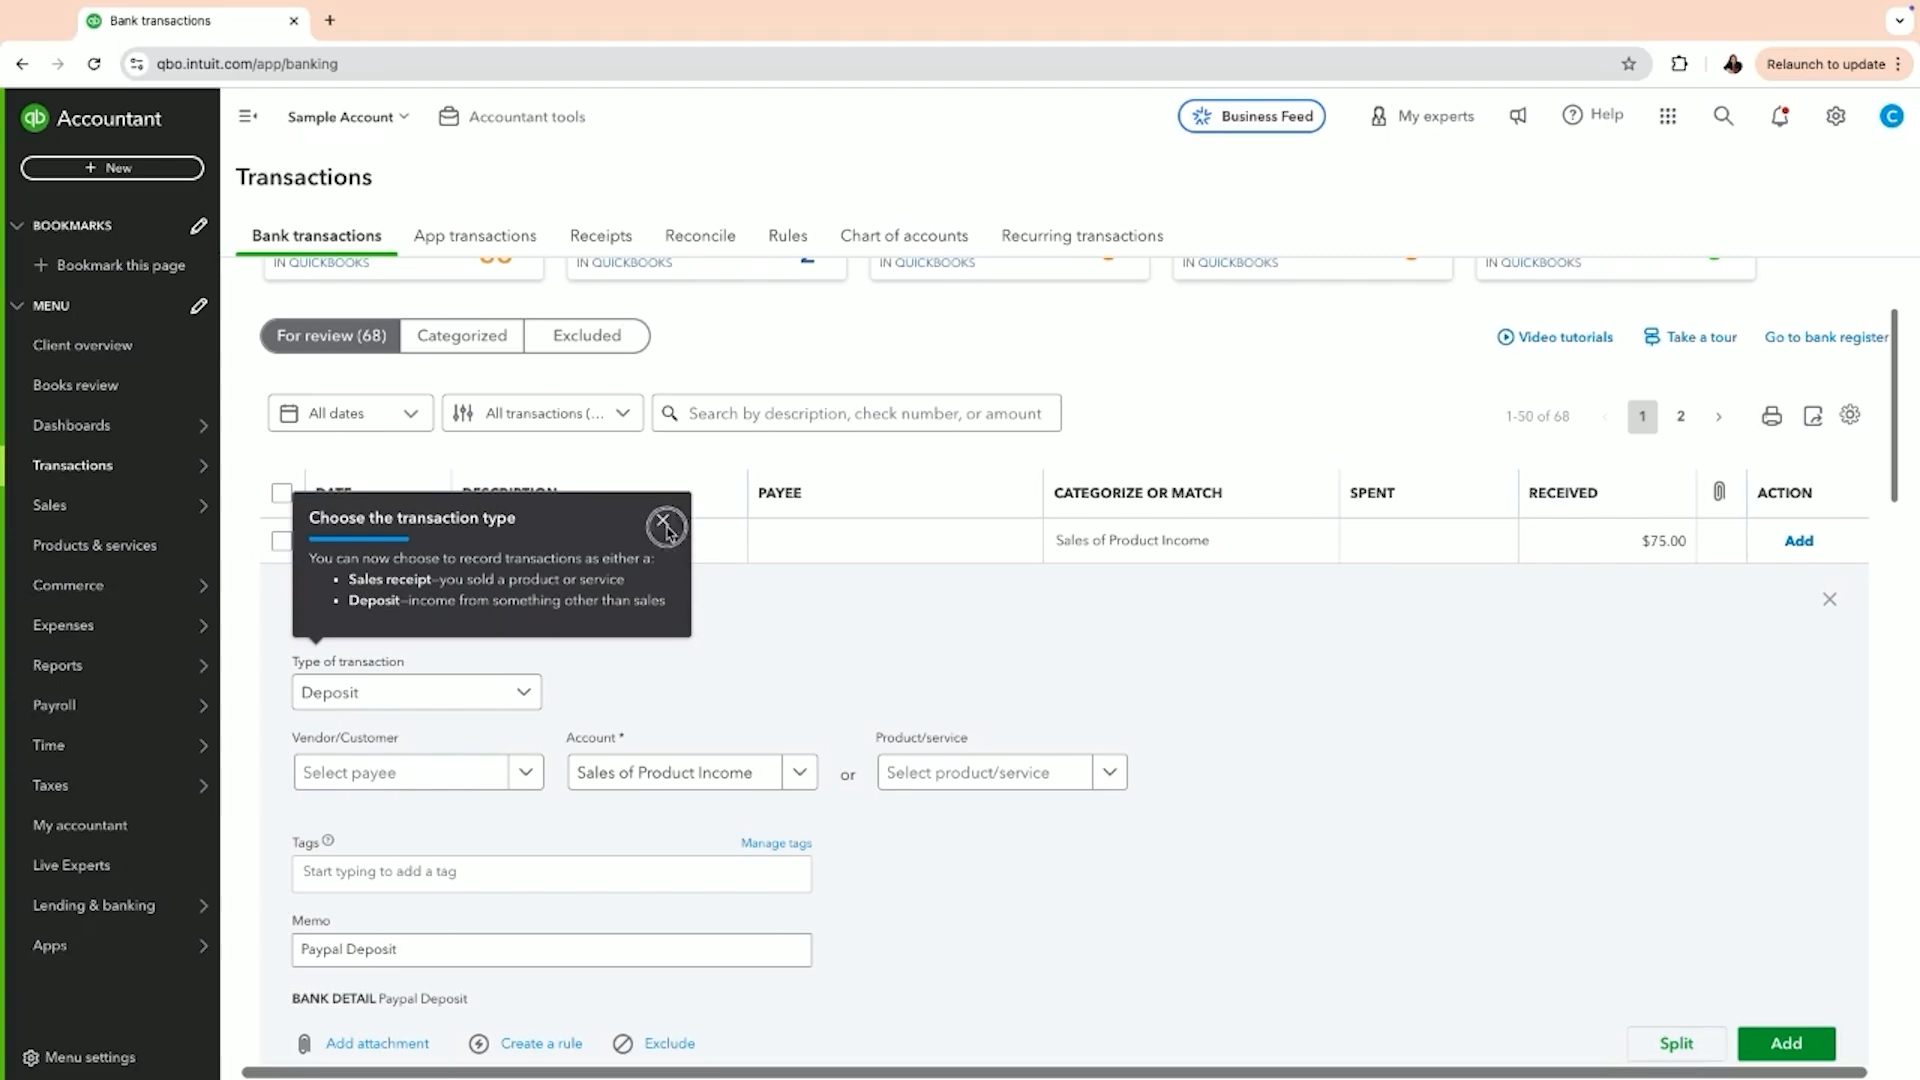 Bank transactions
qbo.intuit.com/app/banking
Relaunch to update
qb Accountant
Sample Account
Accountant tools
Business Feed
My experts
Help
C
+ New
Transactions
BOOKMARKS
+ Bookmark this page
MENU
Client overview
Books review
Dashboards
Transactions
Sales
Products & services
Commerce
Expenses
Reports
Payroll
Time
Taxes
My accountant
Live Experts
Lending & banking
Apps
Menu settings
Bank transactions App transactions Receipts Reconcile Rules Chart of accounts Recurring transactions
IN QUICKBOOKS IN QUICKBOOKS IN QUICKBOOKS IN QUICKBOOKS IN QUICKBOOKS
For review (68) Categorized Excluded
Video tutorials Take a tour Go to bank register
All dates All transactions (... Search by description, check number, or amount
1-50 of 68 1 2
DATE DESCRIPTION PAYEE CATEGORIZE OR MATCH SPENT RECEIVED ACTION
Sales of Product Income $75.00 Add
Choose the transaction type
You can now choose to record transactions as either a:
• Sales receipt–you sold a product or service
• Deposit–income from something other than sales
Type of transaction
Deposit
Vendor/Customer Account * Product/service
Select payee Sales of Product Income or Select product/service
Tags Manage tags
Start typing to add a tag
Memo
Paypal Deposit
BANK DETAIL Paypal Deposit
Add attachment Create a rule Exclude Split Add